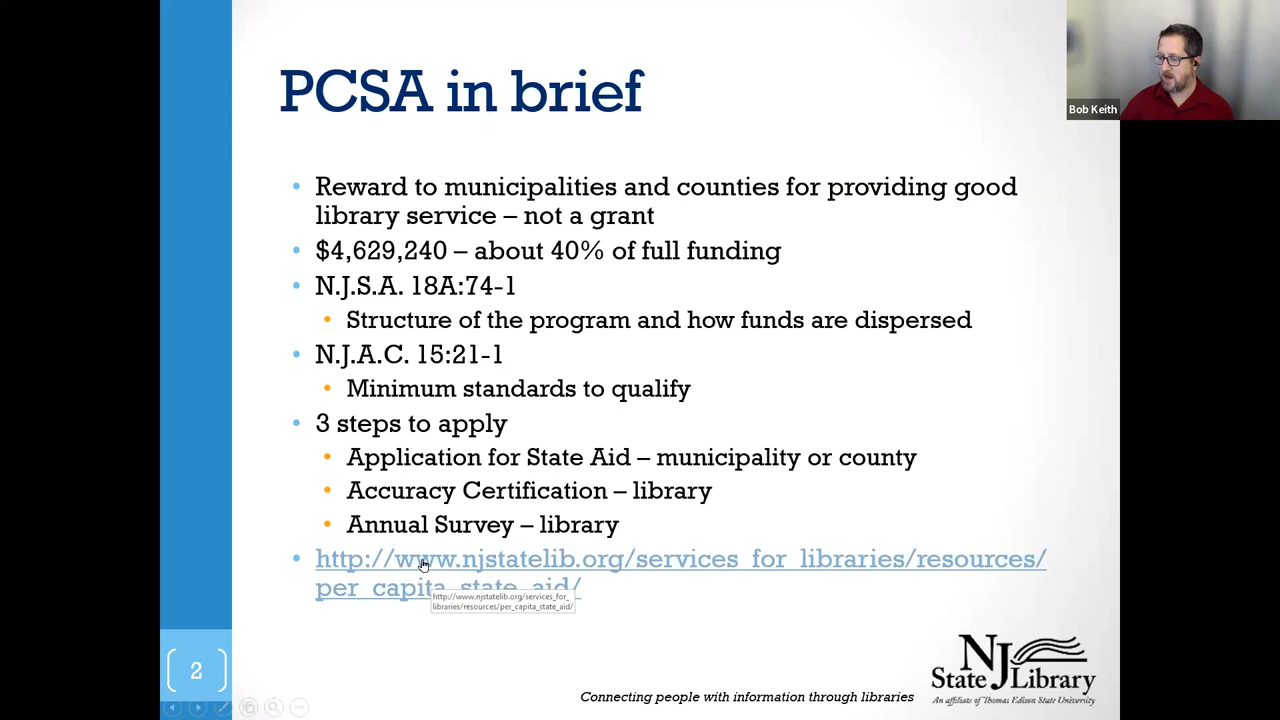 PCSA in brief
Bob Keith
• Reward to municipalities and counties for providing good
library service – not a grant
• $4,629,240 – about 40% of full funding
• N.J.S.A. 18A:74-1
• Structure of the program and how funds are dispersed
• N.J.A.C. 15:21-1
• Minimum standards to qualify
• 3 steps to apply
• Application for State Aid – municipality or county
• Accuracy Certification – library
• Annual Survey – library
• http://www.njstatelib.org/services_for_libraries/resources/
per_capita_state_aid/
http://www.njstatelib.org/services_for_
libraries/resources/per_capita_state_aid/
2
NJ
State Library
An affiliate of Thomas Edison State University
Connecting people with information through libraries